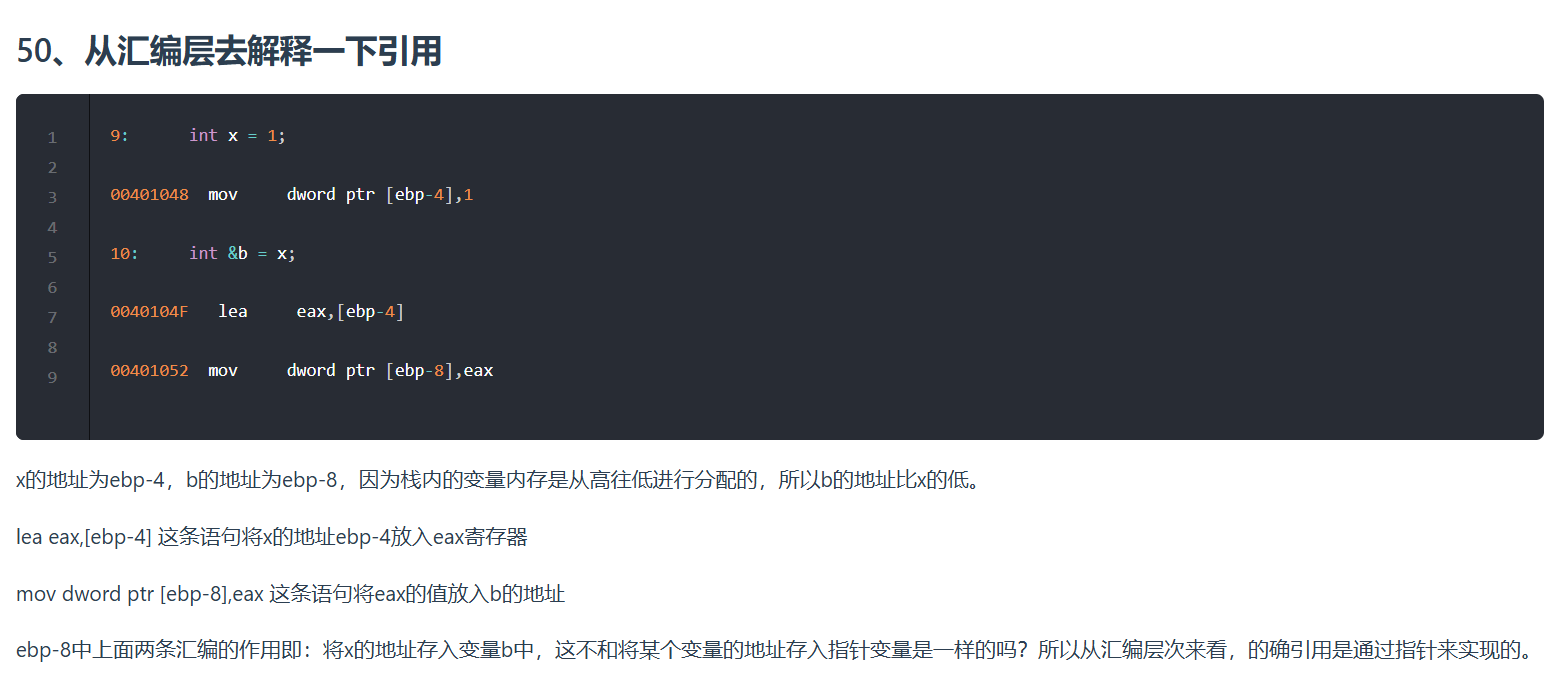 50、从汇编层去解释一下引用
1
9:      int x = 1;
2
3
00401048  mov     dword ptr [ebp-4],1
4
10:     int &b = x;
5
6
0040104F   lea     eax,[ebp-4]
7
8
00401052  mov     dword ptr [ebp-8],eax
9
x的地址为ebp-4，b的地址为ebp-8，因为栈内的变量内存是从高往低进行分配的，所以b的地址比x的低。
lea eax,[ebp-4] 这条语句将x的地址ebp-4放入eax寄存器
mov dword ptr [ebp-8],eax 这条语句将eax的值放入b的地址
ebp-8中上面两条汇编的作用即：将x的地址存入变量b中，这不和将某个变量的地址存入指针变量是一样的吗？所以从汇编层次来看，的确引用是通过指针来实现的。